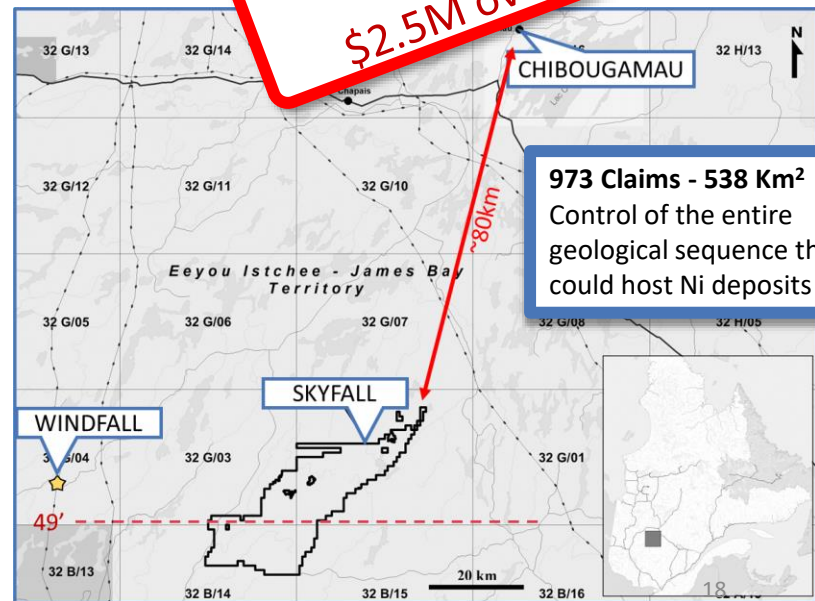 $2.5M
32 G/13
32 G/14
32 H/13
N
CHIBOUGAMAU
Chapais
32 G/12
32 G/11
32 G/10
~80km
973 Claims - 538 Km²
Control of the entire
geological sequence
could host Ni deposits
Eeyou Istchee - James Bay
Territory
32 G/05
32 G/06
32 G/07
32 G/08
32 H/05
SKYFALL
WINDFALL
32 G/03
32 G/01
49'
32 B/13
20 km
32 B/14
32 B/15
32 B/16
18